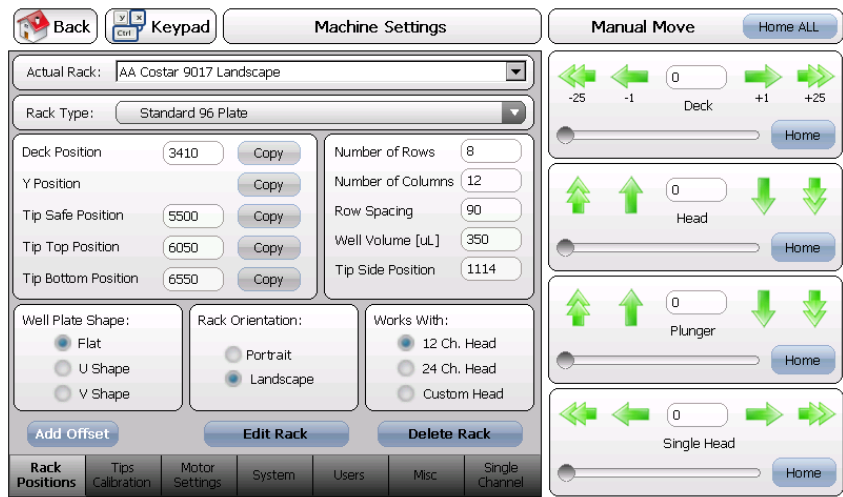 Back
Y X
Ctrl
Keypad
Machine Settings
Manual Move
Home ALL
Actual Rack: AA Costar 9017 Landscape
Rack Type: Standard 96 Plate
Deck Position 3410 Copy
Y Position Copy
Tip Safe Position 5500 Copy
Tip Top Position 6050 Copy
Tip Bottom Position 6550 Copy
Number of Rows 8
Number of Columns 12
Row Spacing 90
Well Volume [uL] 350
Tip Side Position 1114
Well Plate Shape:
Flat
U Shape
V Shape
Rack Orientation:
Portrait
Landscape
Works With:
12 Ch. Head
24 Ch. Head
Custom Head
Add Offset
Edit Rack
Delete Rack
Rack
Positions
Tips
Calibration
Motor
Settings
System
Users
Misc
Single
Channel
0
-25 -1 Deck +1 +25
Home
0
Head
Home
0
Plunger
Home
0
Single Head
Home